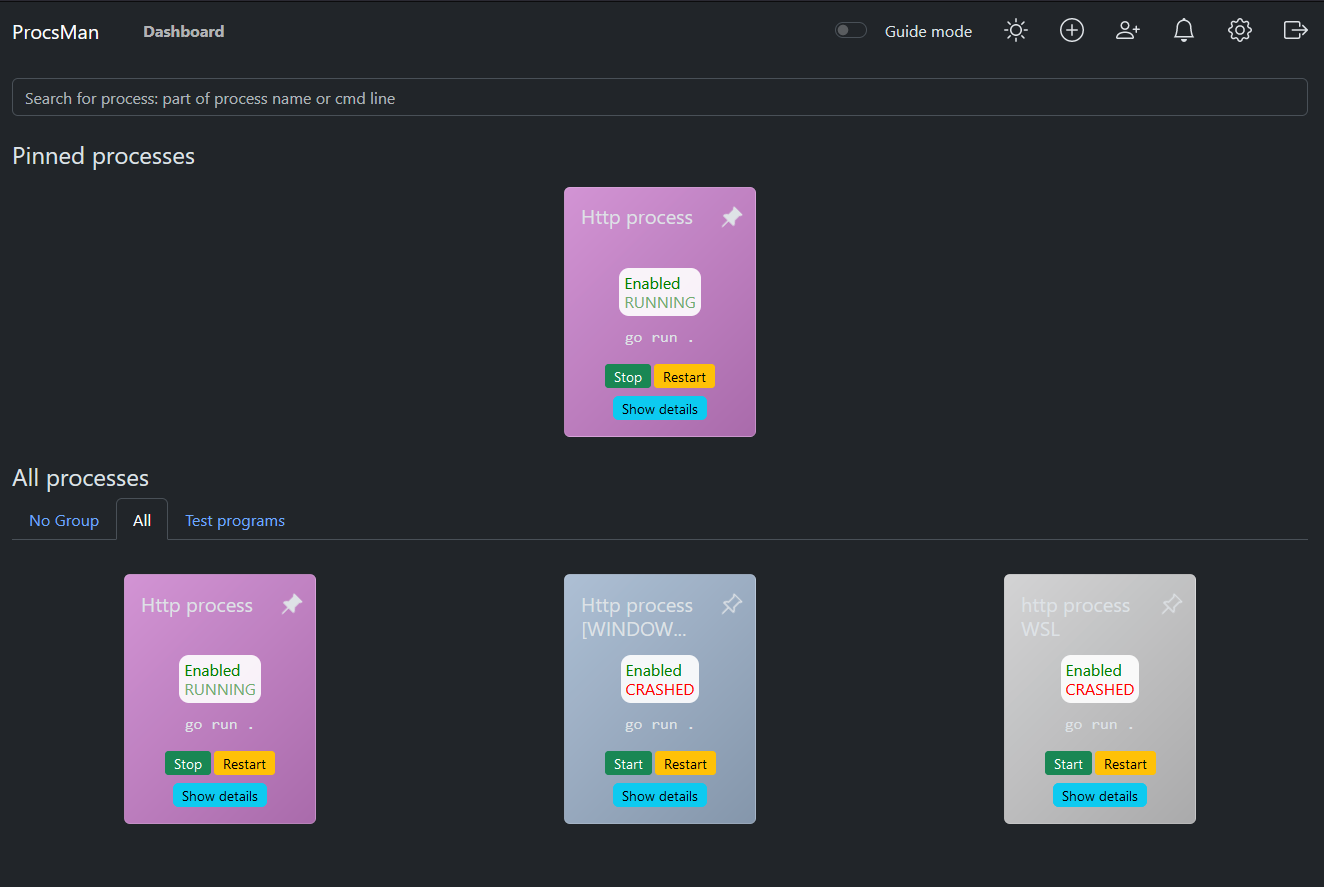 ProcsMan Dashboard Guide mode
Search for process: part of process name or cmd line
Pinned processes
Http process
Enabled
RUNNING
go run .
Stop Restart
Show details
All processes
No Group All Test programs
Http process
Enabled
RUNNING
go run .
Stop Restart
Show details
Http process
[WINDOW...
Enabled
CRASHED
go run .
Start Restart
Show details
http process
WSL
Enabled
CRASHED
go run .
Start Restart
Show details